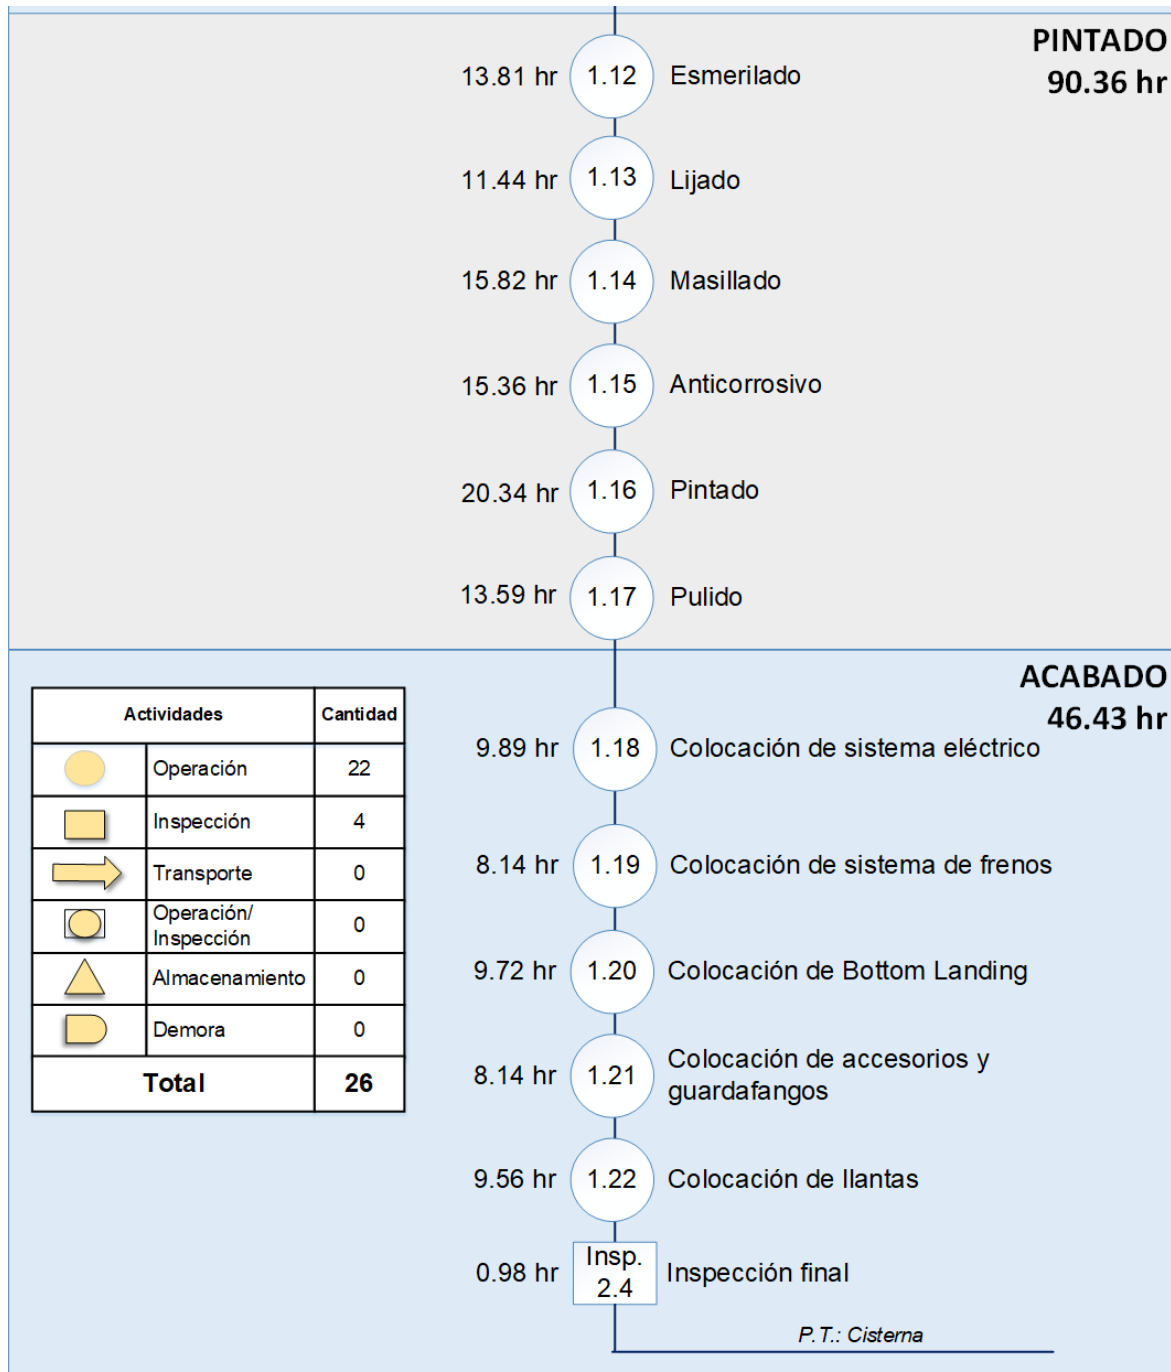 PINTADO
90.36 hr
13.81 hr 1.12 Esmerilado
11.44 hr 1.13 Lijado
15.82 hr 1.14 Masillado
15.36 hr 1.15 Anticorrosivo
20.34 hr 1.16 Pintado
13.59 hr 1.17 Pulido
ACABADO
46.43 hr
9.89 hr 1.18 Colocación de sistema eléctrico
8.14 hr 1.19 Colocación de sistema de frenos
9.72 hr 1.20 Colocación de Bottom Landing
8.14 hr 1.21 Colocación de accesorios y
guardafangos
9.56 hr 1.22 Colocación de llantas
0.98 hr Insp.
2.4 Inspección final
P.T.: Cisterna
Actividades Cantidad
Operación 22
Inspección 4
Transporte 0
Operación/
Inspección 0
Almacenamiento 0
Demora 0
Total 26